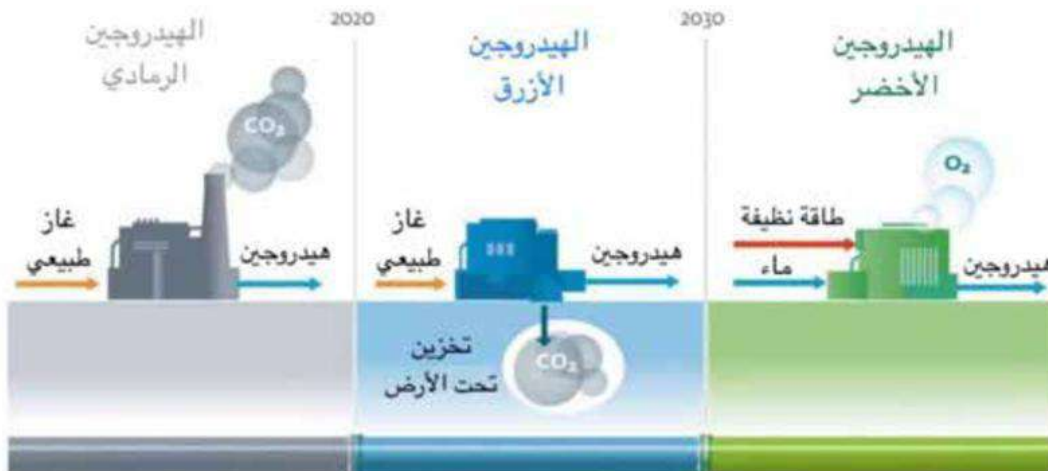 2020
2030
الهيدروجين
الرمادي
CO₂
غاز
طبيعي
هيدروجين
الهيدروجين
الأزرق
غاز
طبيعي
هيدروجين
تخزين
تحت الأرض
CO₂
الهيدروجين
الأخضر
O₂
طاقة نظيفة
ماء
هيدروجين